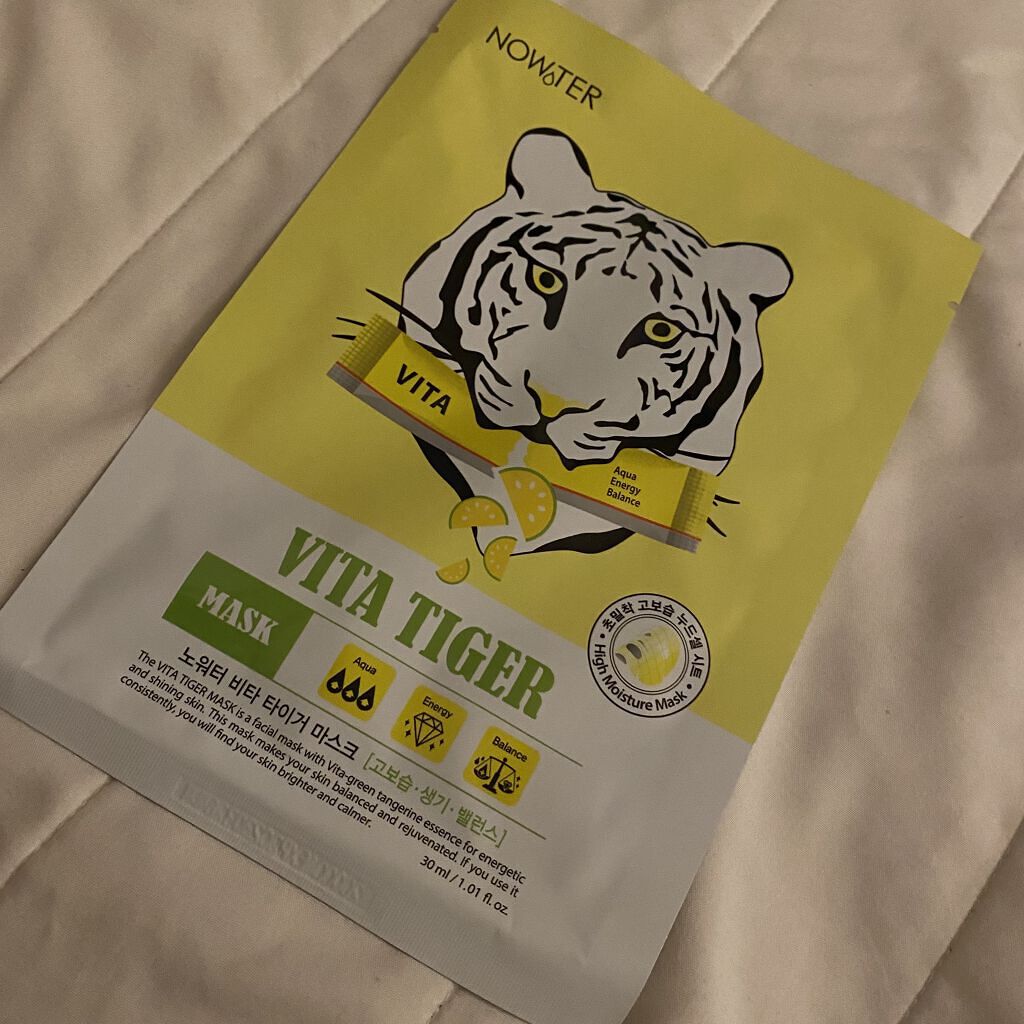 NOWATER
VITA
Aqua
Energy
Balance
VITA TIGER
MASK
초밀착 고보습 누드셀 시트
High Moisture Mask
Aqua
Energy
Balance
노워터 비타 타이거 마스크 [고보습·생기·밸런스]
The VITA TIGER MASK is a facial mask with Vita-green tangerine essence for energetic
and shining skin. This mask makes your skin balanced and rejuvenated. If you use it
consistently, you will find your skin brighter and calmer.
30 ml / 1.01 fl. oz.